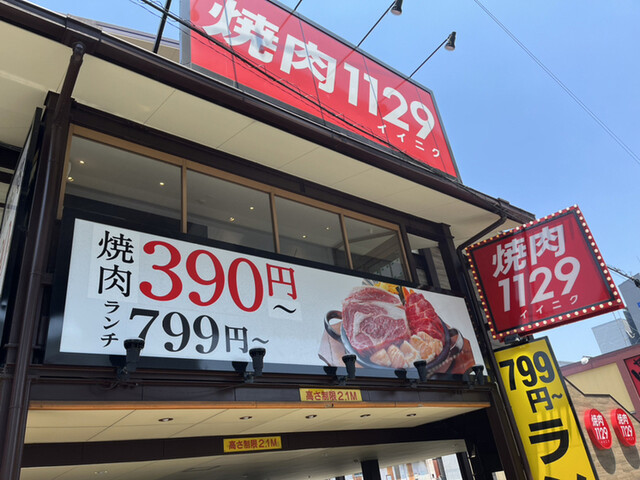 焼肉1129
イイニク
焼肉
390円~
ランチ
799円~
焼肉
1129
イイニク
799
円~
ラ
高さ制限 2.1M
高さ制限 2.1M
焼肉
1129
焼肉
1129